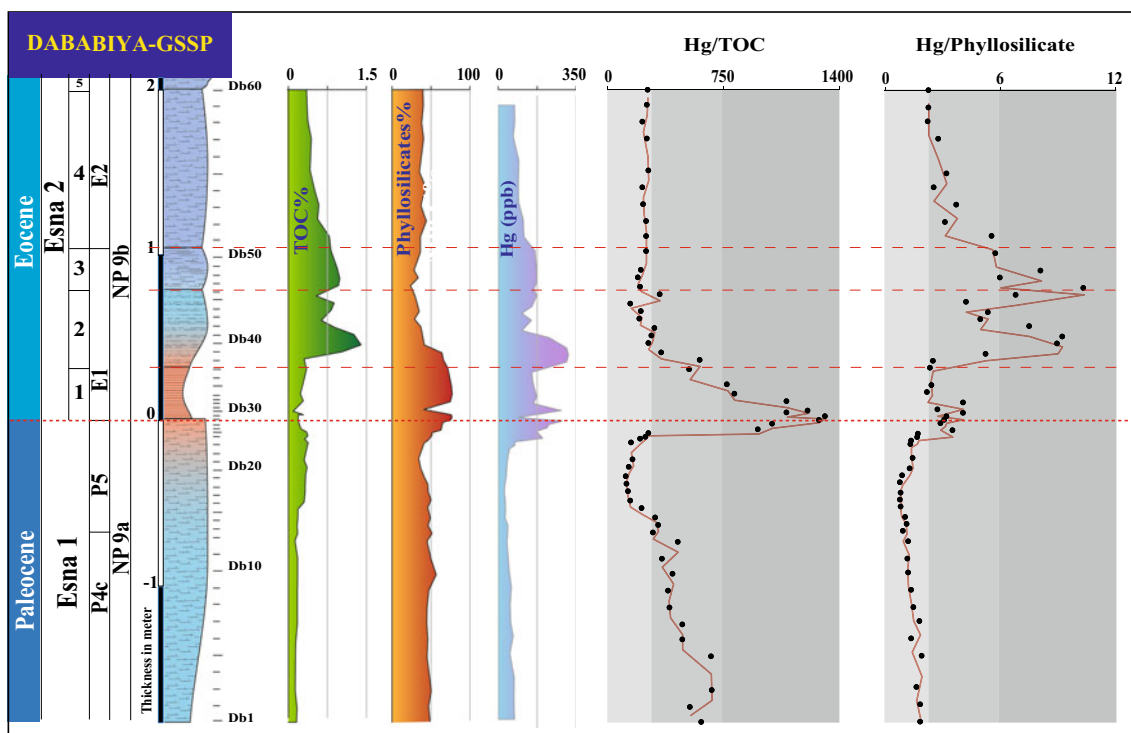 DABABIYA-GSSP
Hg/TOC
Hg/Phyllosilicate
0 1.5
0 100
0 350
0 750 1400
0 6 12
TOC%
Phyllosilicates%
Hg (ppb)
Eocene
Paleocene
Esna 2
Esna 1
5
4
3
2
1
E2
E1
P5
P4c
NP 9b
NP 9a
2
1
0
-1
Thickness in meter
Db60
Db50
Db40
Db30
Db20
Db10
Db1